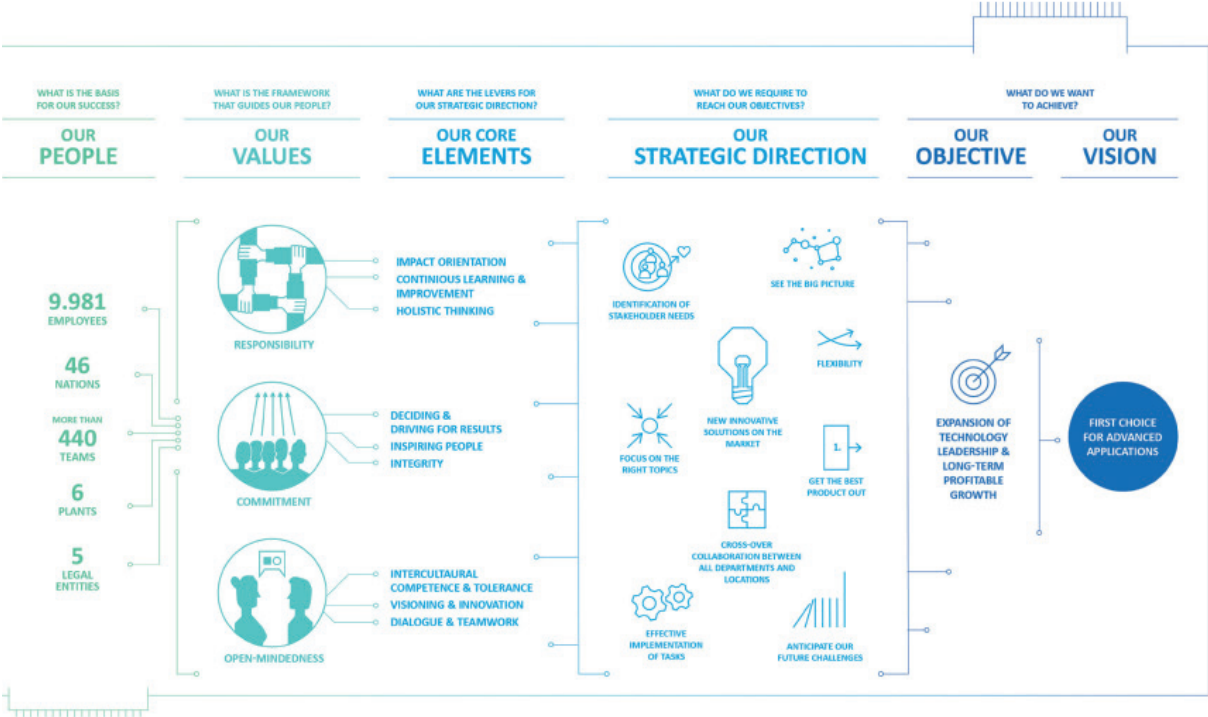 WHAT IS THE BASIS
FOR OUR SUCCESS?
OUR
PEOPLE
9.981
EMPLOYEES
46
NATIONS
MORE THAN
440
TEAMS
6
PLANTS
5
LEGAL
ENTITIES
WHAT IS THE FRAMEWORK
THAT GUIDES OUR PEOPLE?
OUR
VALUES
RESPONSIBILITY
COMMITMENT
OPEN-MINDEDNESS
WHAT ARE THE LEVERS FOR
OUR STRATEGIC DIRECTION?
OUR CORE
ELEMENTS
IMPACT ORIENTATION
CONTINIOUS LEARNING &
IMPROVEMENT
HOLISTIC THINKING
DECIDING &
DRIVING FOR RESULTS
INSPIRING PEOPLE
INTEGRITY
INTERCULTAURAL
COMPETENCE & TOLERANCE
VISIONING & INNOVATION
DIALOGUE & TEAMWORK
WHAT DO WE REQUIRE TO
REACH OUR OBJECTIVES?
OUR
STRATEGIC DIRECTION
IDENTIFICATION OF
STAKEHOLDER NEEDS
SEE THE BIG PICTURE
FLEXIBILITY
NEW INNOVATIVE
SOLUTIONS ON THE
MARKET
FOCUS ON THE
RIGHT TOPICS
1.
GET THE BEST
PRODUCT OUT
CROSS-OVER
COLLABORATION BETWEEN
ALL DEPARTMENTS AND
LOCATIONS
EFFECTIVE
IMPLEMENTATION
OF TASKS
ANTICIPATE OUR
FUTURE CHALLENGES
WHAT DO WE WANT
TO ACHIEVE?
OUR
OBJECTIVE
EXPANSION OF
TECHNOLOGY
LEADERSHIP &
LONG-TERM
PROFITABLE
GROWTH
OUR
VISION
FIRST CHOICE
FOR ADVANCED
APPLICATIONS